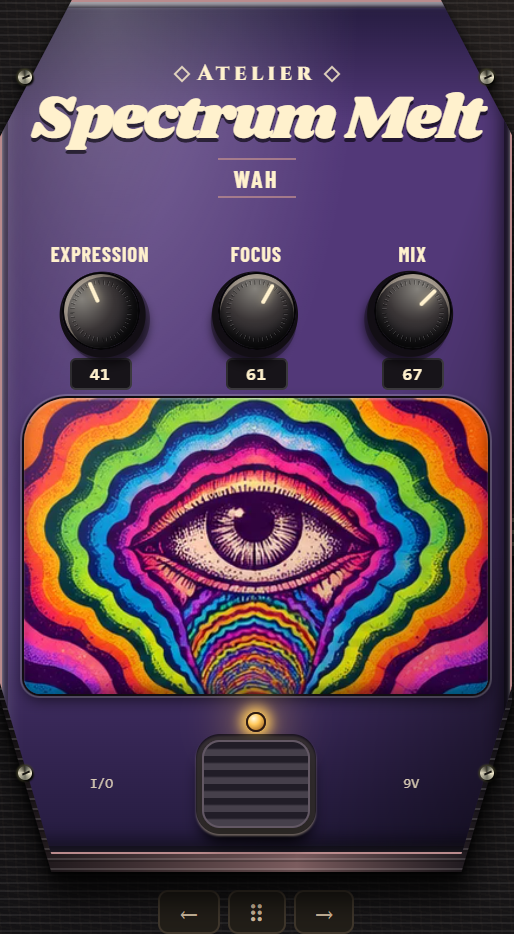 ◇ ATELIER ◇
Spectrum Melt
WAH
EXPRESSION FOCUS MIX
41 61 67
I/O 9V
← ⠿ →